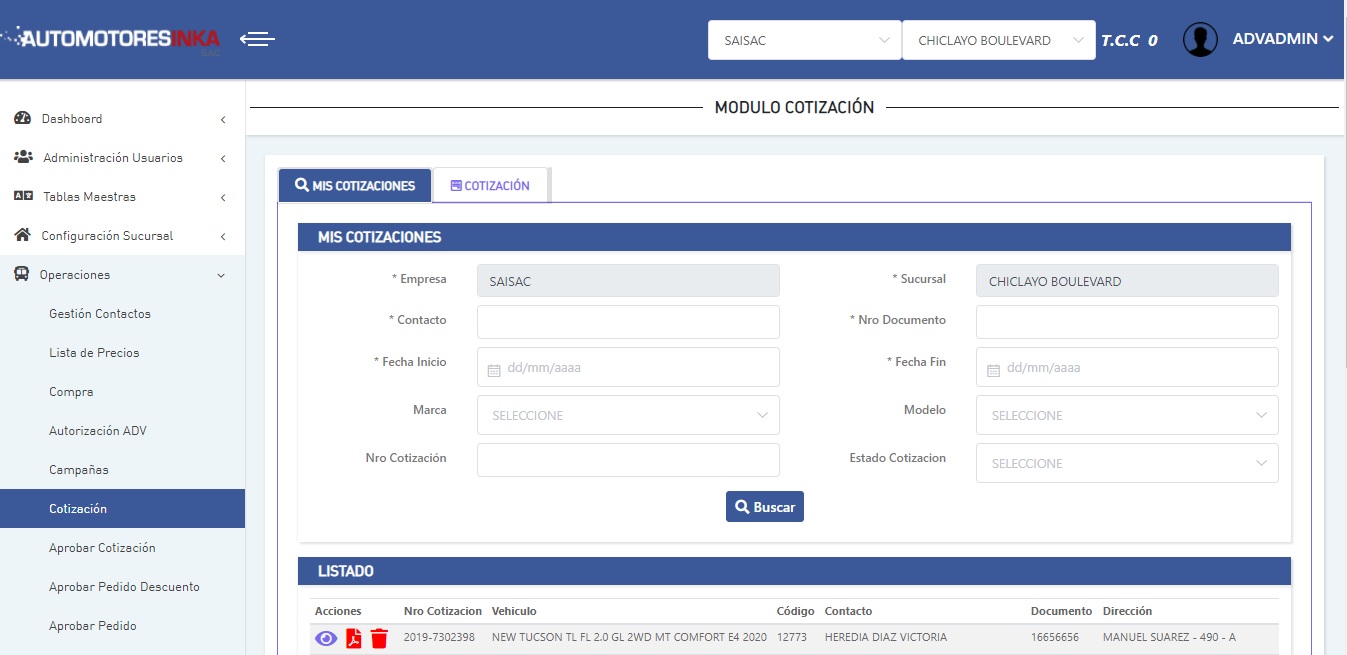 AUTOMOTORESINKA
SAISAC
CHICLAYO BOULEVARD
T.C.C 0
ADVADMIN
MODULO COTIZACIÓN
Dashboard
Administración Usuarios
Tablas Maestras
Configuración Sucursal
Operaciones
Gestión Contactos
Lista de Precios
Compra
Autorización ADV
Campañas
Cotización
Aprobar Cotización
Aprobar Pedido Descuento
Aprobar Pedido
MIS COTIZACIONES
COTIZACIÓN
MIS COTIZACIONES
* Empresa
SAISAC
* Sucursal
CHICLAYO BOULEVARD
* Contacto
* Nro Documento
* Fecha Inicio
dd/mm/aaaa
* Fecha Fin
dd/mm/aaaa
Marca
SELECCIONE
Modelo
SELECCIONE
Nro Cotización
Estado Cotizacion
SELECCIONE
Buscar
LISTADO
Acciones Nro Cotizacion Vehiculo Código Contacto Documento Dirección
2019-7302398 NEW TUCSON TL FL 2.0 GL 2WD MT COMFORT E4 2020 12773 HEREDIA DIAZ VICTORIA 16656656 MANUEL SUAREZ - 490 - A